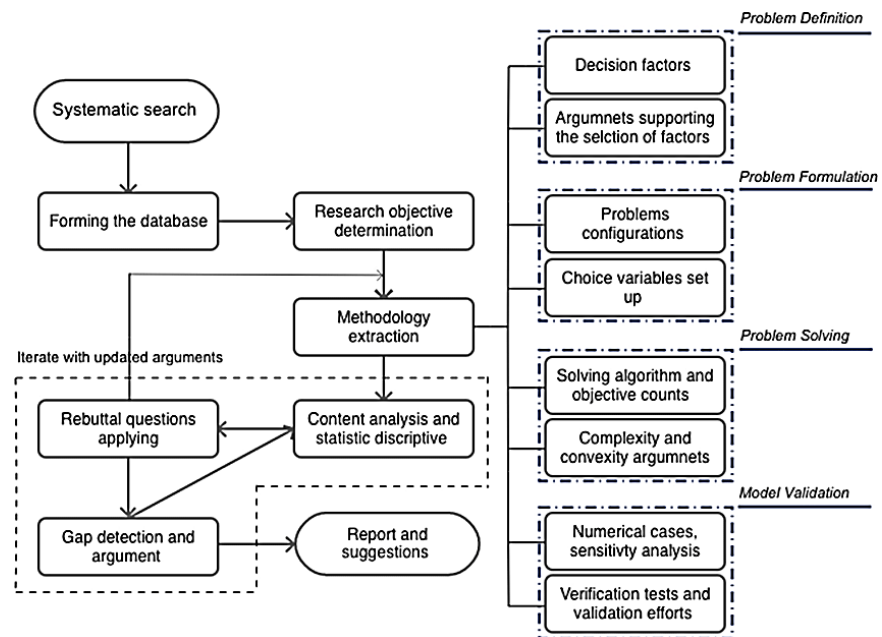 Systematic search
Forming the database
Research objective
determination
Methodology
extraction
Iterate with updated arguments
Rebuttal questions
applying
Content analysis and
statistic discriptive
Gap detection and
argument
Report and
suggestions
Problem Definition
Decision factors
Argumnets supporting
the selction of factors
Problem Formulation
Problems
configurations
Choice variables set
up
Problem Solving
Solving algorithm and
objective counts
Complexity and
convexity argumnets
Model Validation
Numerical cases,
sensitivty analysis
Verification tests and
validation efforts